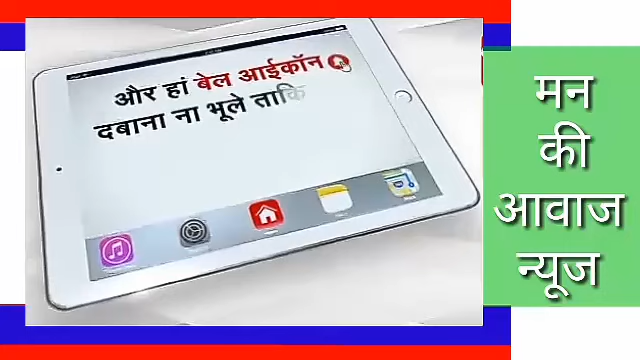 और हां बेल आईकॉन
दबाना ना भूले ताकि
मन
की
आवाज
न्यूज